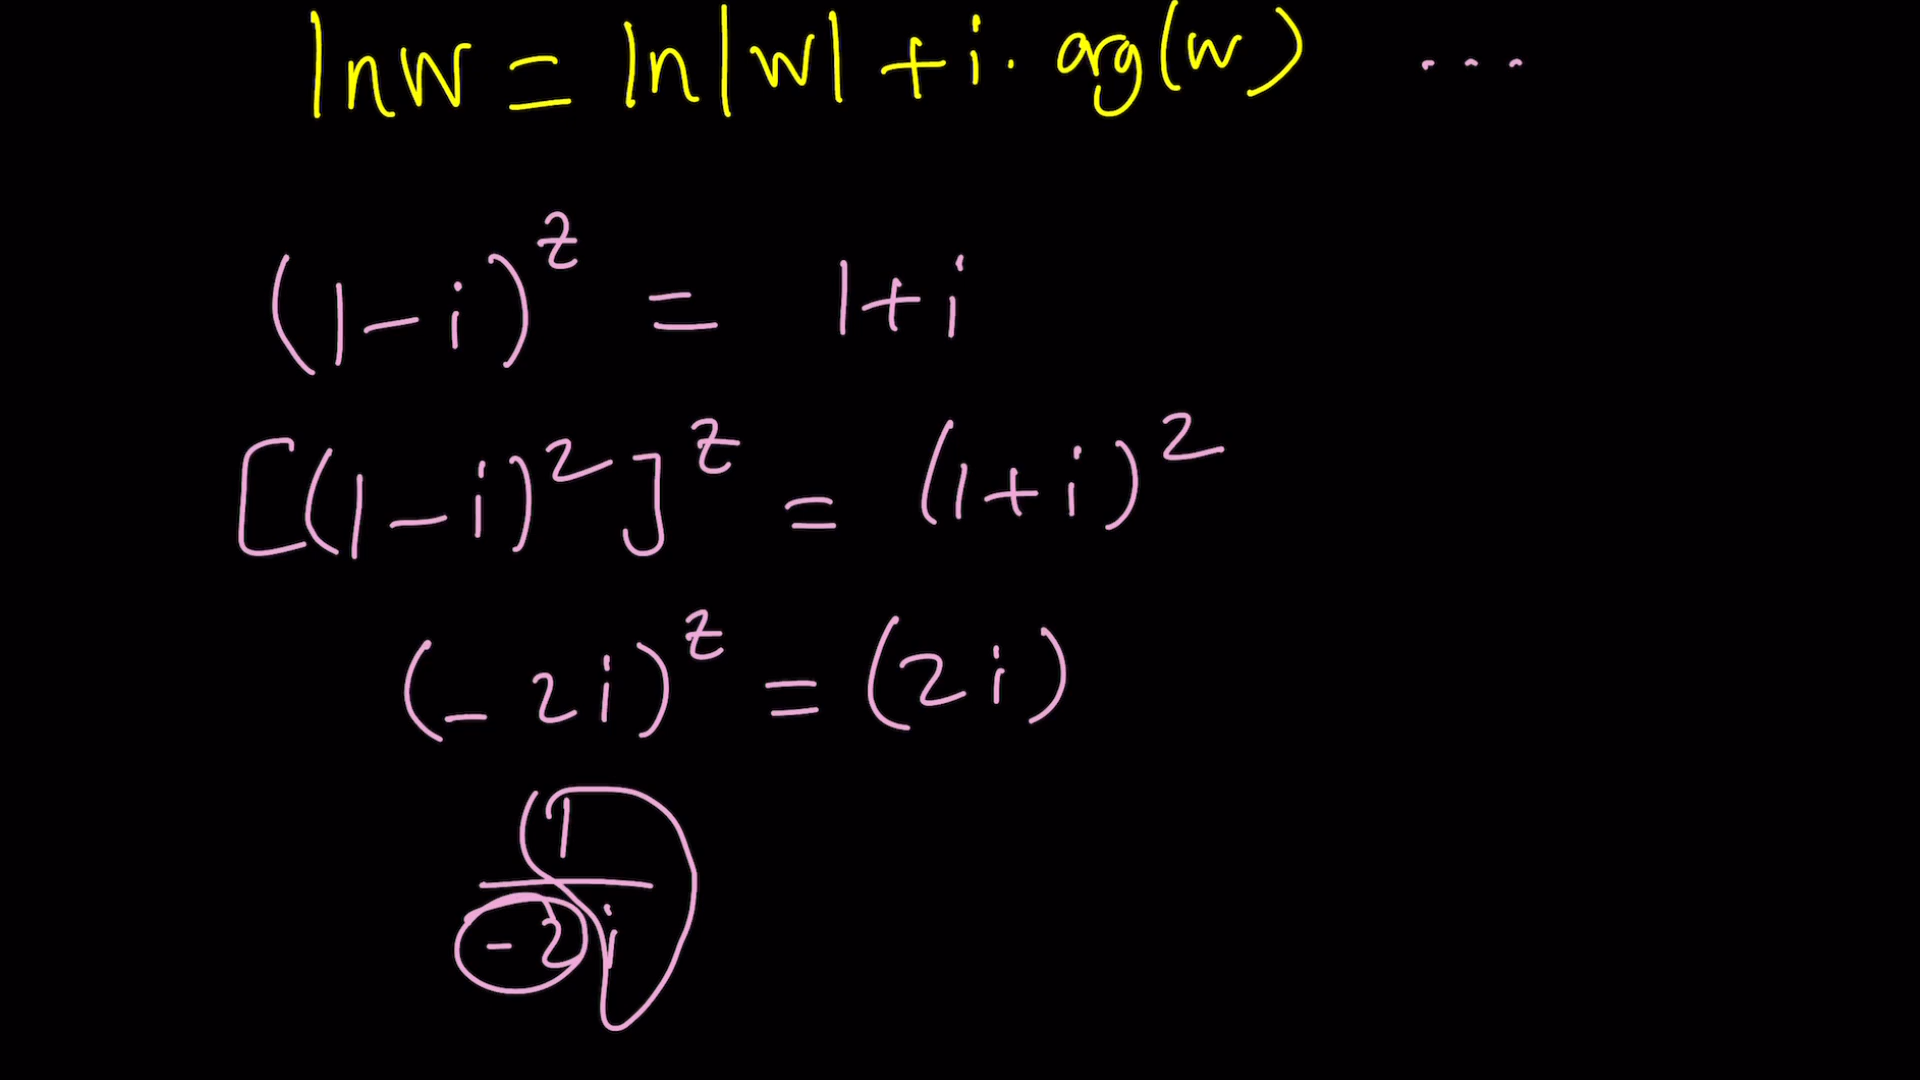 ln w = ln|w| + i · arg(w) ...
(1 - i)^z = 1 + i
[(1 - i)^2]^z = (1 + i)^2
(- 2i)^z = (2i)
1
- 2i